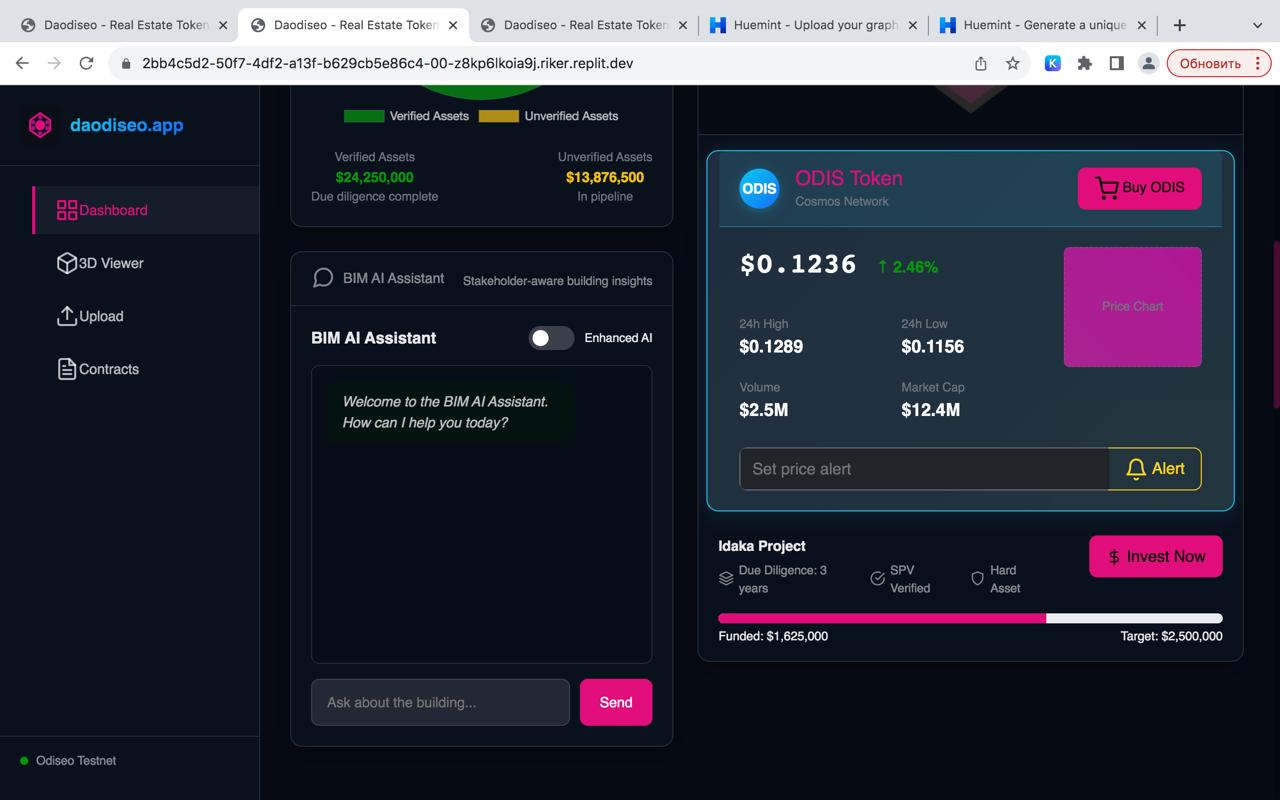 Daodiseo - Real Estate Token
Daodiseo - Real Estate Token
Daodiseo - Real Estate Token
Huemint - Upload your graph
Huemint - Generate a unique
2bb4c5d2-50f7-4df2-a13f-b629cb5e86c4-00-z8kp6lkoia9j.riker.replit.dev
Обновить
daodiseo.app
Dashboard
3D Viewer
Upload
Contracts
Odiseo Testnet
Verified Assets
Unverified Assets
Verified Assets
$24,250,000
Due diligence complete
Unverified Assets
$13,876,500
In pipeline
BIM AI Assistant
Stakeholder-aware building insights
BIM AI Assistant
Enhanced AI
Welcome to the BIM AI Assistant.
How can I help you today?
Ask about the building...
Send
ODIS
ODIS Token
Cosmos Network
Buy ODIS
$0.1236
↑ 2.46%
Price Chart
24h High
$0.1289
24h Low
$0.1156
Volume
$2.5M
Market Cap
$12.4M
Set price alert
Alert
Idaka Project
Due Diligence: 3
years
SPV
Verified
Hard
Asset
$ Invest Now
Funded: $1,625,000
Target: $2,500,000